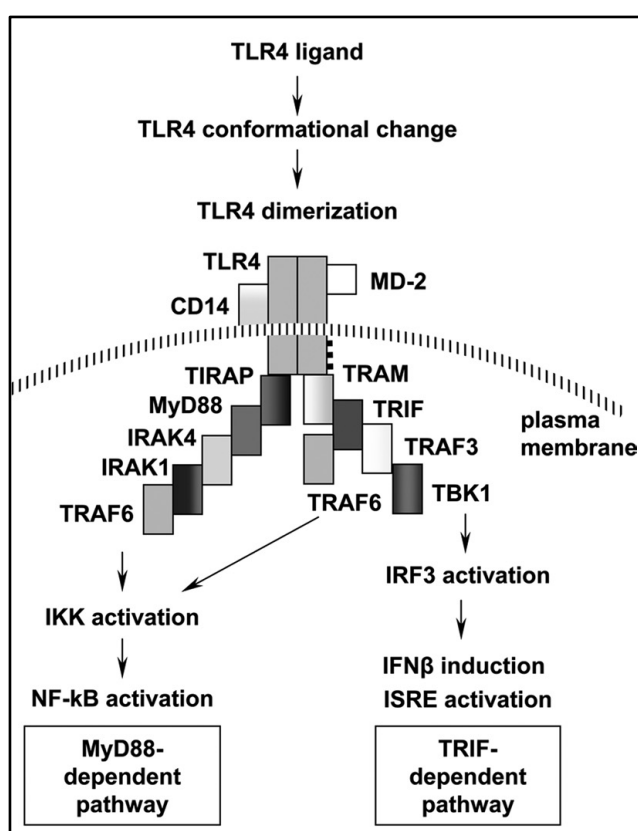 TLR4 ligand
TLR4 conformational change
TLR4 dimerization
TLR4
MD-2
CD14
TIRAP
TRAM
MyD88
TRIF
plasma
membrane
IRAK4
TRAF3
IRAK1
TBK1
TRAF6
TRAF6
IRF3 activation
IKK activation
IFNβ induction
NF-kB activation
ISRE activation
MyD88-
dependent
pathway
TRIF-
dependent
pathway